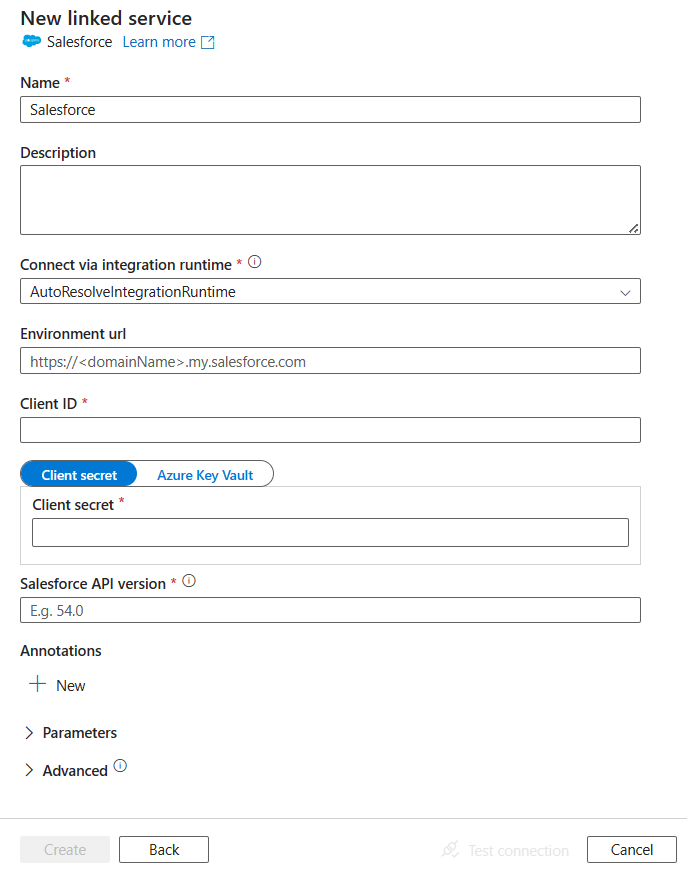 New linked service
Salesforce Learn more
Name *
Salesforce
Description
Connect via integration runtime *
AutoResolveIntegrationRuntime
Environment url
https://<domainName>.my.salesforce.com
Client ID *
Client secret Azure Key Vault
Client secret *
Salesforce API version *
E.g. 54.0
Annotations
New
Parameters
Advanced
Create Back Test connection Cancel